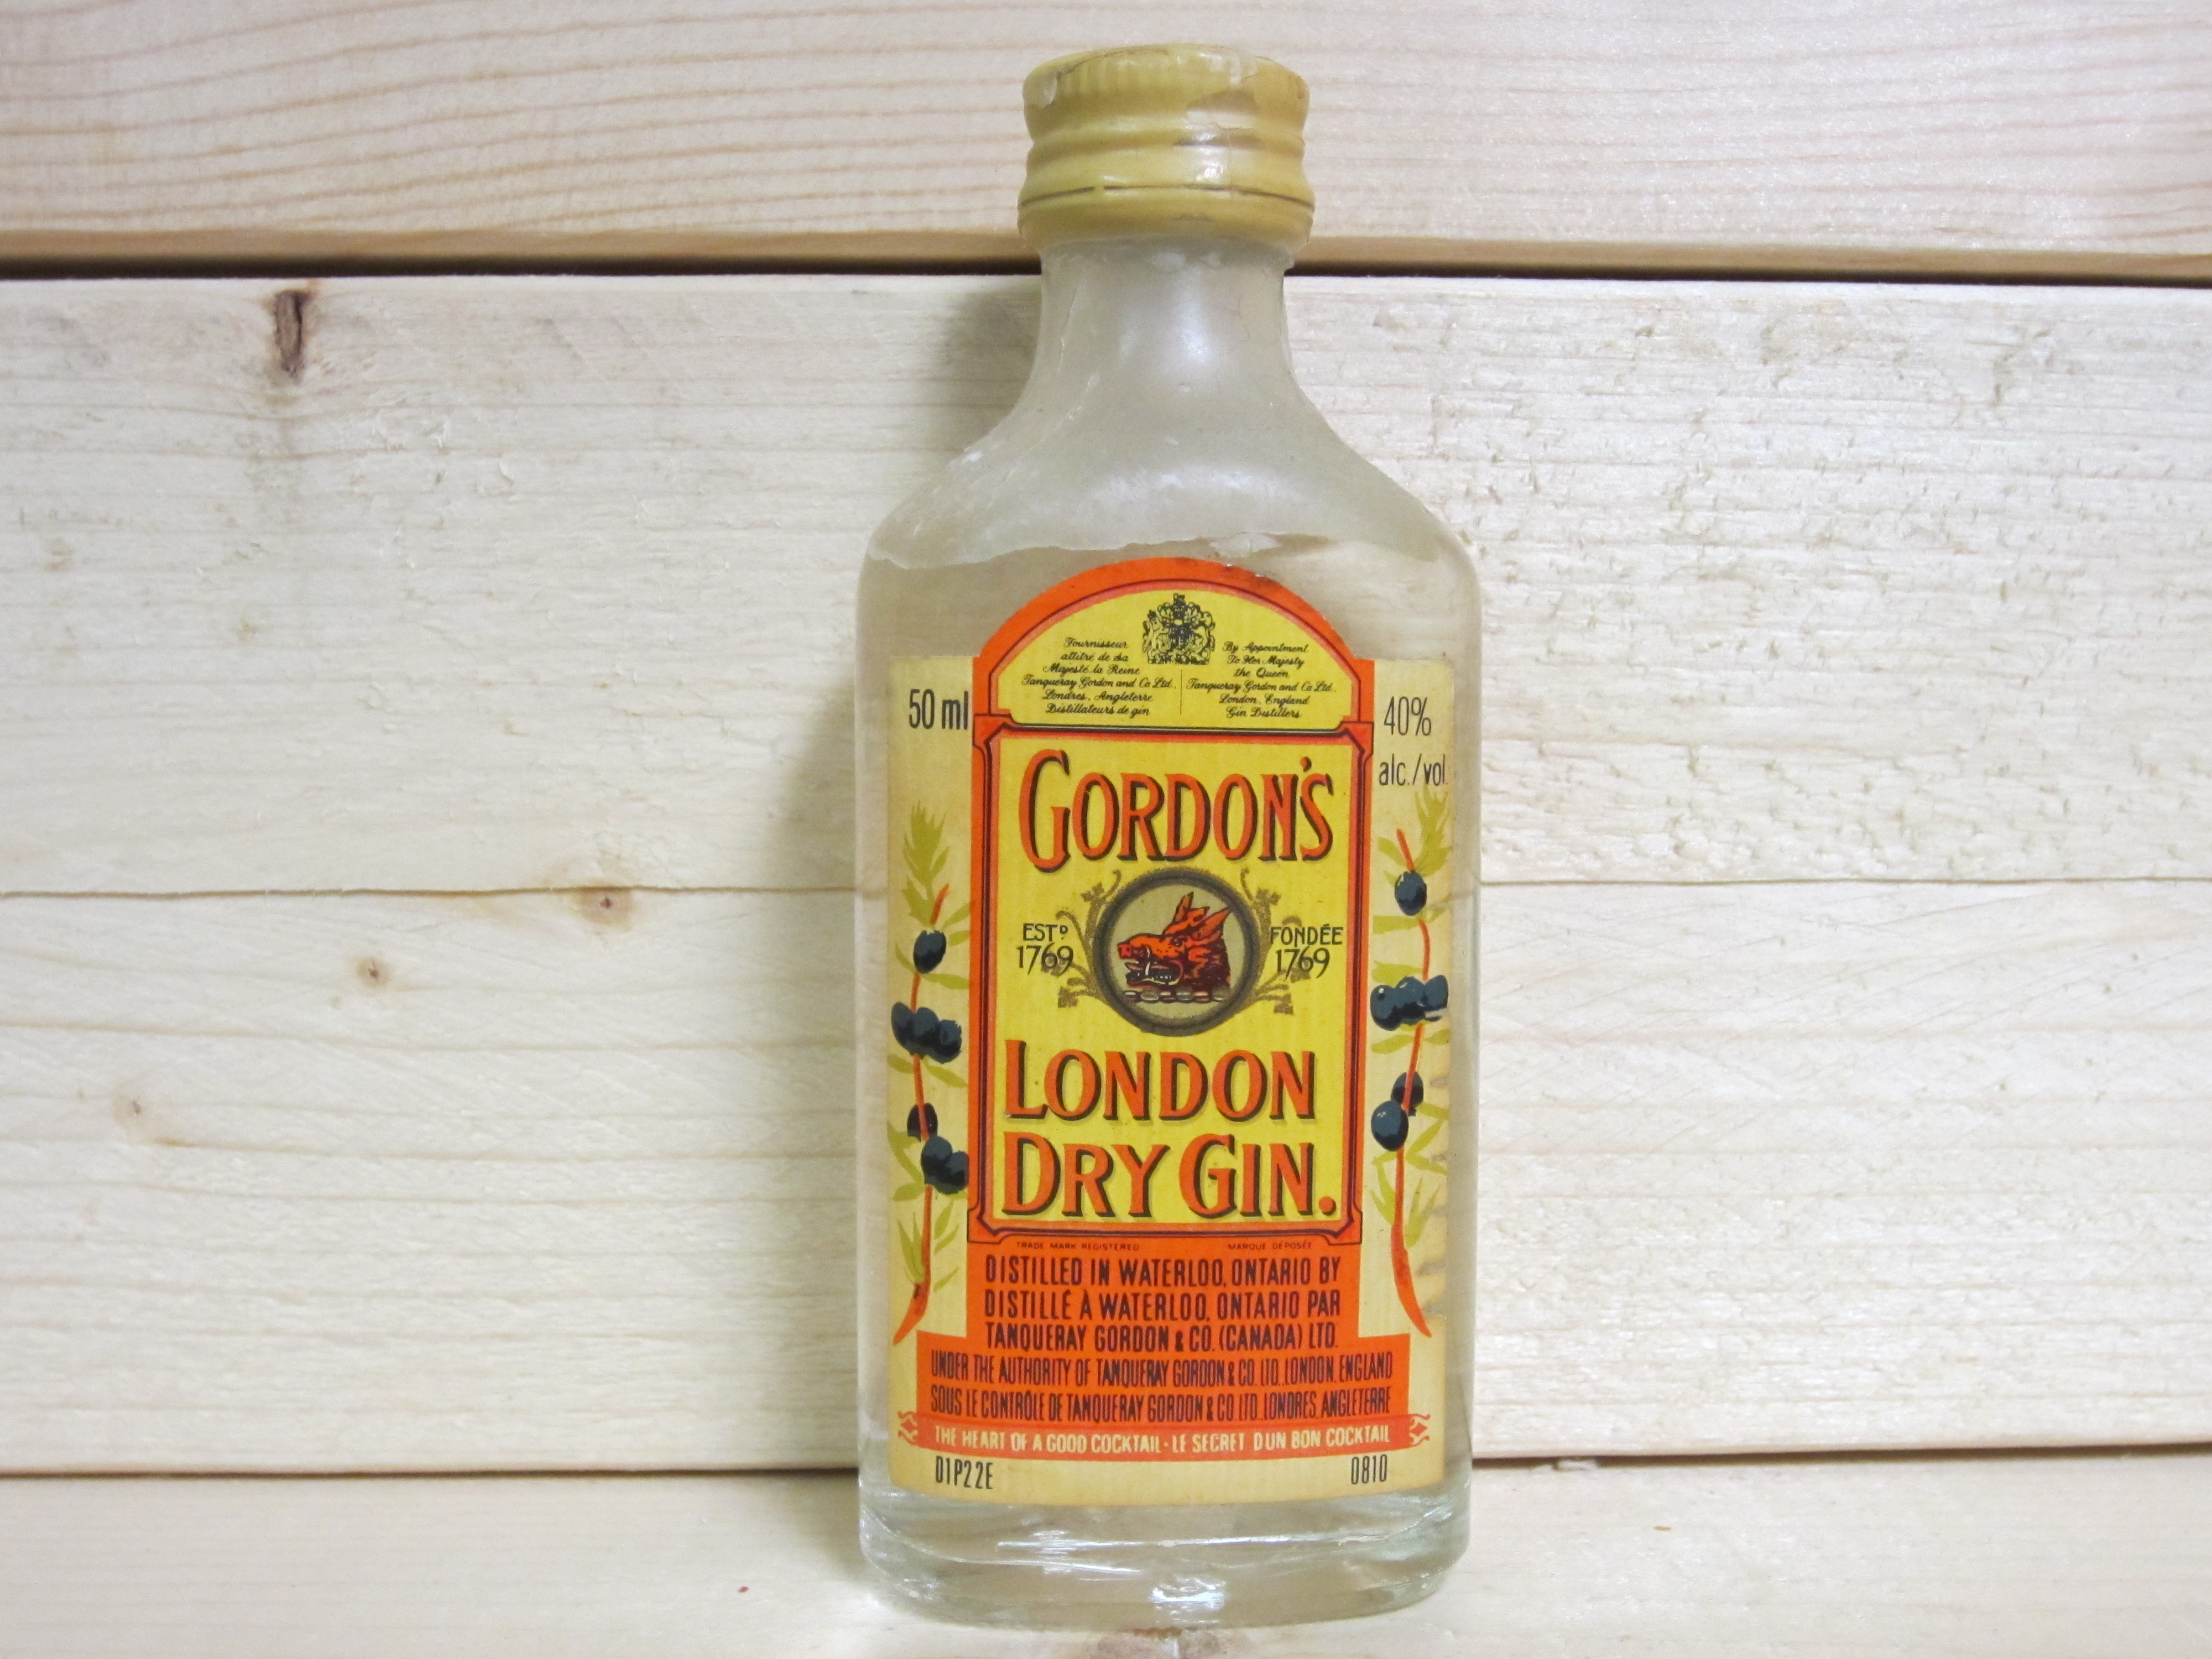 Fournisseur
attitré de Sa
Majesté la Reine
Tanqueray Gordon and Co Ltd.,
Londres, Angleterre
Distillateurs de gin
By Appointment
To Her Majesty
the Queen
Tanqueray Gordon and Co Ltd.,
London, England
Gin Distillers
50 ml
40%
alc./vol.
GORDON'S
ESTD
1769
FONDÉE
1769
LONDON
DRY GIN.
TRADE MARK REGISTERED
MARQUE DÉPOSÉE
DISTILLED IN WATERLOO, ONTARIO BY
DISTILLÉ À WATERLOO, ONTARIO PAR
TANQUERAY GORDON & CO. (CANADA) LTD.
UNDER THE AUTHORITY OF TANQUERAY GORDON & CO. LTD. LONDON, ENGLAND
SOUS LE CONTRÔLE DE TANQUERAY GORDON & CO LTD. LONDRES, ANGLETERRE
THE HEART OF A GOOD COCKTAIL · LE SECRET D'UN BON COCKTAIL
D1P22E
0810